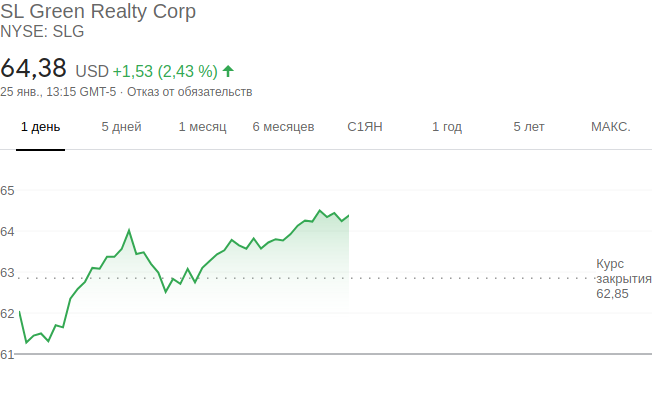 SL Green Realty Corp
NYSE: SLG
64,38 USD +1,53 (2,43 %)
25 янв., 13:15 GMT-5 · Отказ от обязательств
1 день 5 дней 1 месяц 6 месяцев С1ЯН 1 год 5 лет МАКС.
65
64
63
62
61
Курс
закрытия
62,85